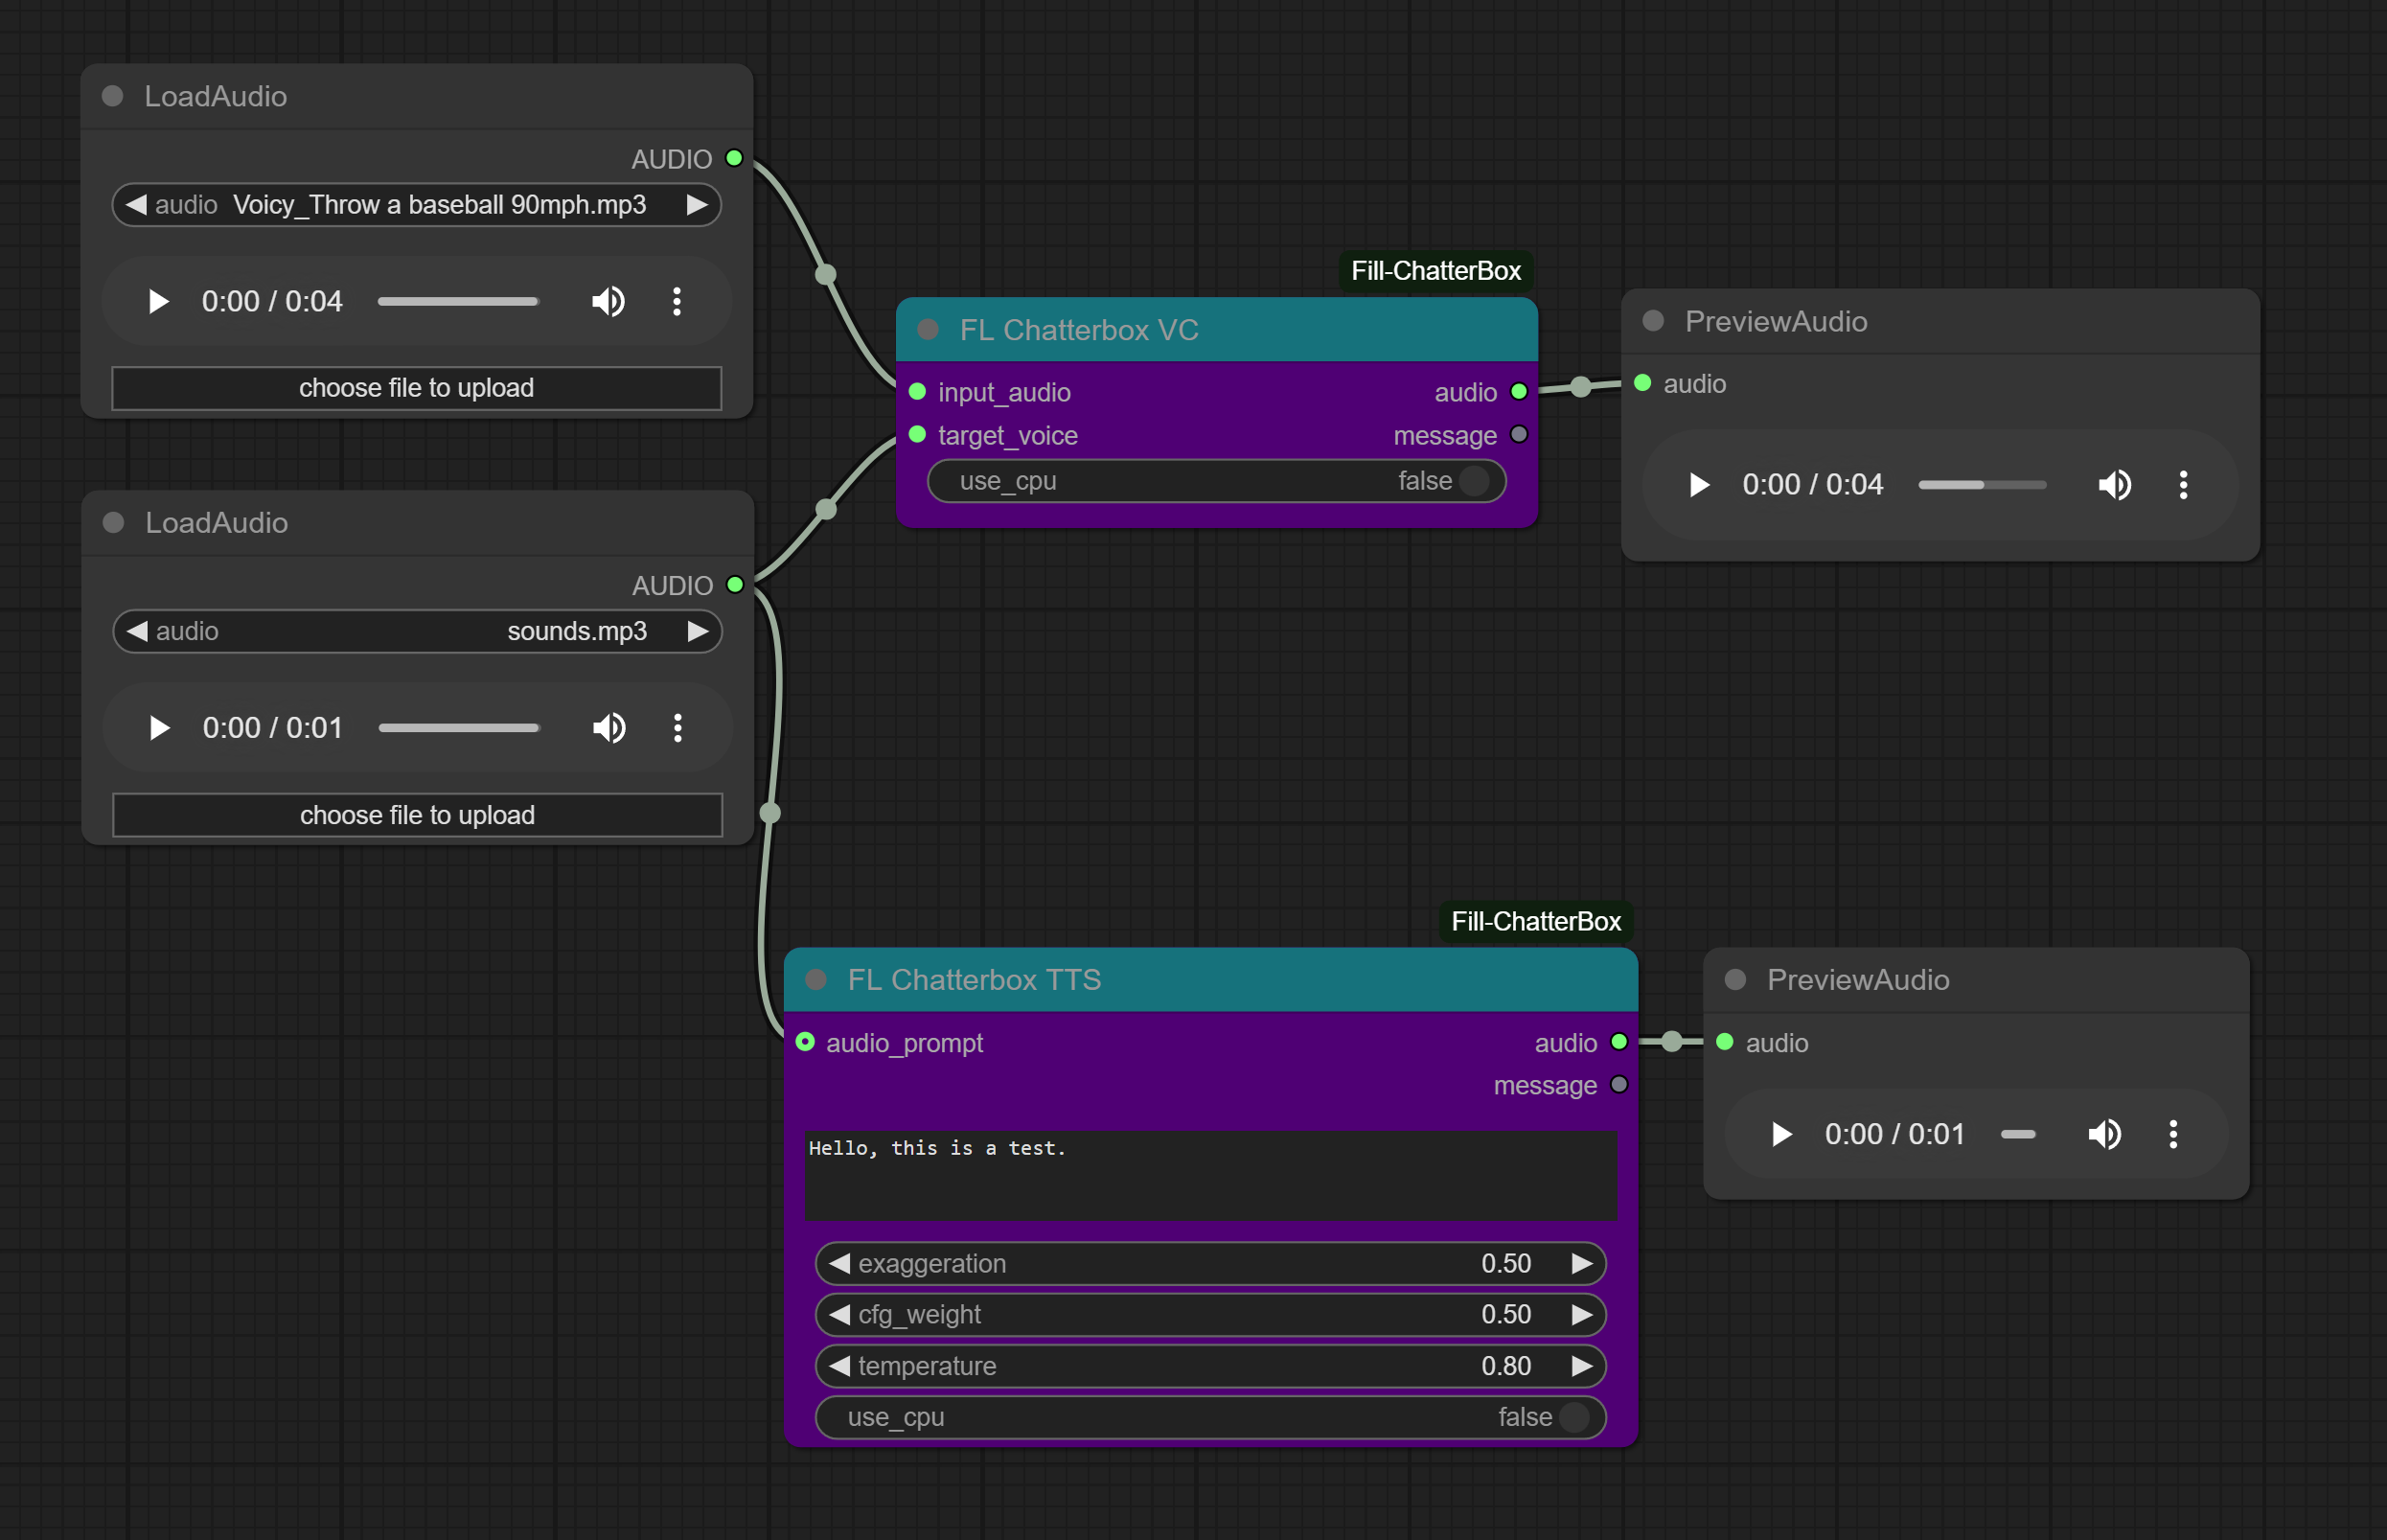 LoadAudio
AUDIO
audio Voicy_Throw a baseball 90mph.mp3
0:00 / 0:04
choose file to upload
LoadAudio
AUDIO
audio sounds.mp3
0:00 / 0:01
choose file to upload
Fill-ChatterBox
FL Chatterbox VC
input_audio audio
target_voice message
use_cpu false
PreviewAudio
audio
0:00 / 0:04
Fill-ChatterBox
FL Chatterbox TTS
audio_prompt audio
message
Hello, this is a test.
exaggeration 0.50
cfg_weight 0.50
temperature 0.80
use_cpu false
PreviewAudio
audio
0:00 / 0:01